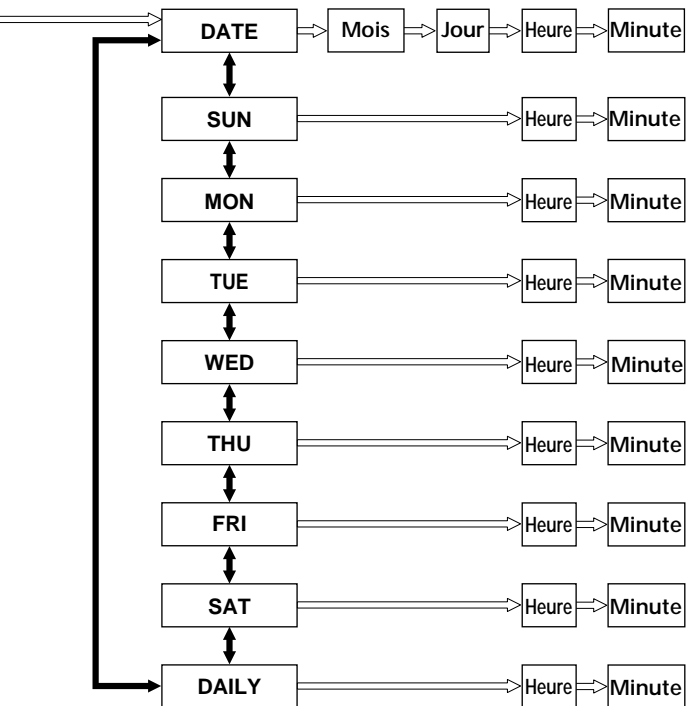 DATE Mois Jour Heure Minute
SUN Heure Minute
MON Heure Minute
TUE Heure Minute
WED Heure Minute
THU Heure Minute
FRI Heure Minute
SAT Heure Minute
DAILY Heure Minute